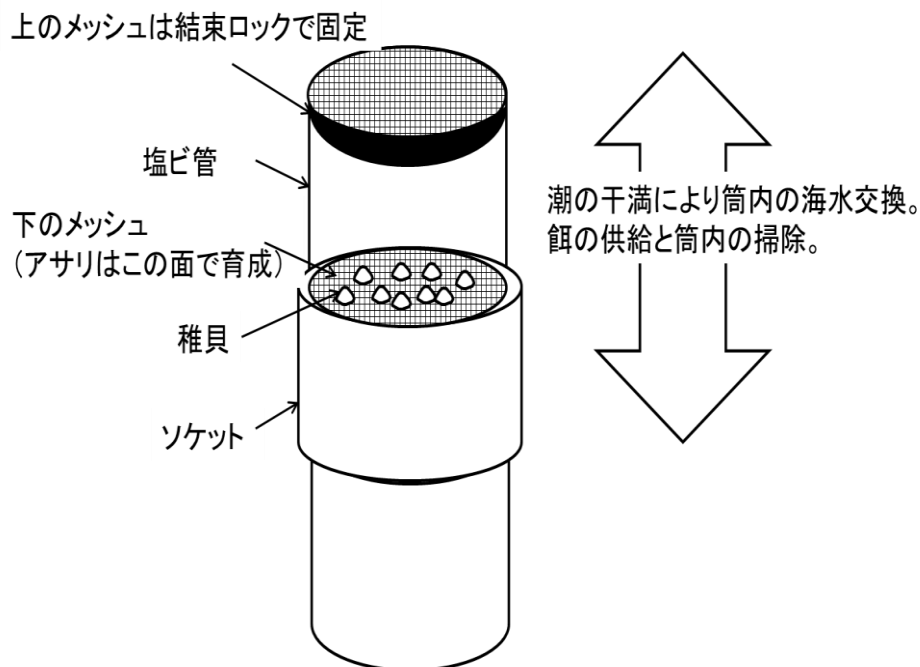 上のメッシュは結束ロックで固定
塩ビ管
下のメッシュ
(アサリはこの面で育成)
稚貝
ソケット
潮の干満により筒内の海水交換。
餌の供給と筒内の掃除。